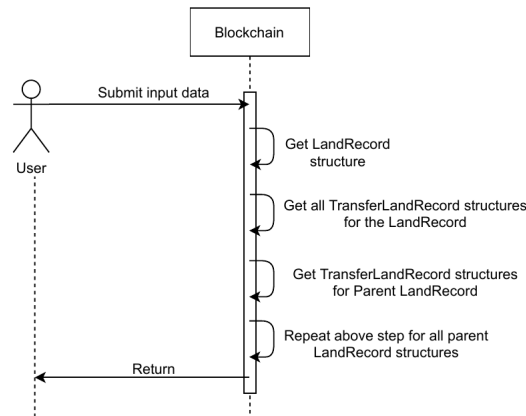 Blockchain
Submit input data
User
Get LandRecord
structure
Get all TransferLandRecord structures
for the LandRecord
Get TransferLandRecord structures
for Parent LandRecord
Repeat above step for all parent
LandRecord structures
Return